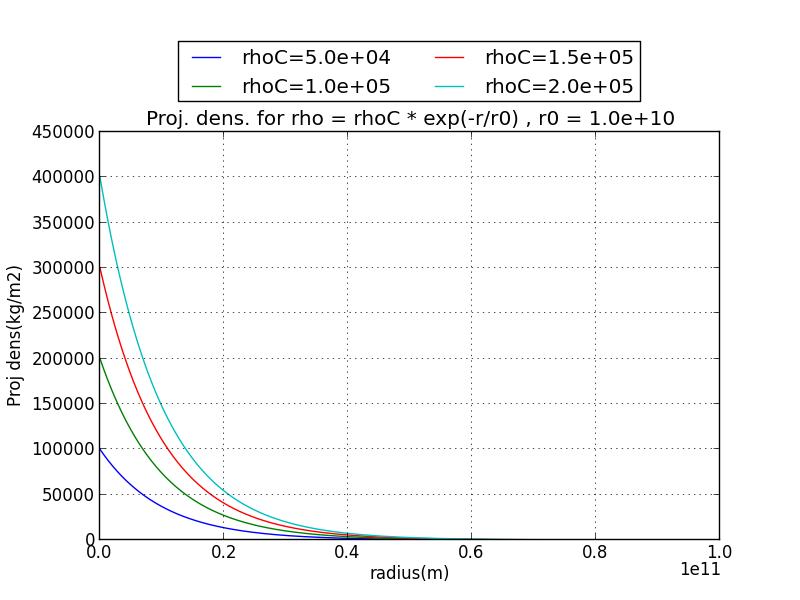 rhoC=5.0e+04 rhoC=1.5e+05
rhoC=1.0e+05 rhoC=2.0e+05
Proj. dens. for rho = rhoC * exp(-r/r0) , r0 = 1.0e+10
450000
400000
350000
300000
250000
200000
150000
100000
50000
0
Proj dens(kg/m2)
0.0 0.2 0.4 0.6 0.8 1.0
1e11
radius(m)